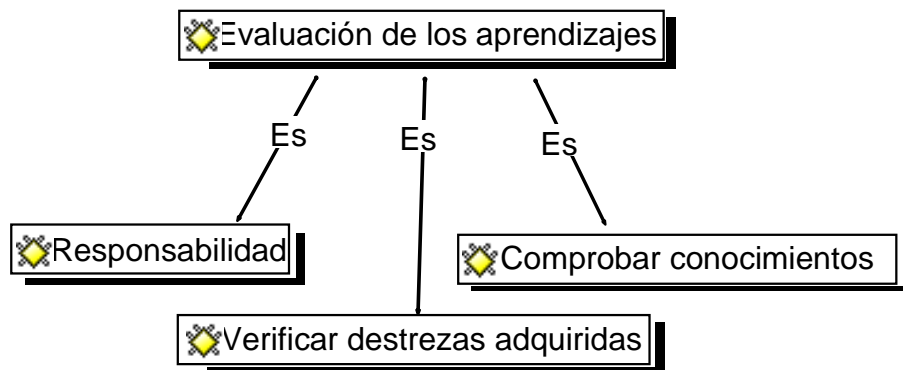 Evaluación de los aprendizajes
Es
Es
Es
Responsabilidad
Comprobar conocimientos
Verificar destrezas adquiridas